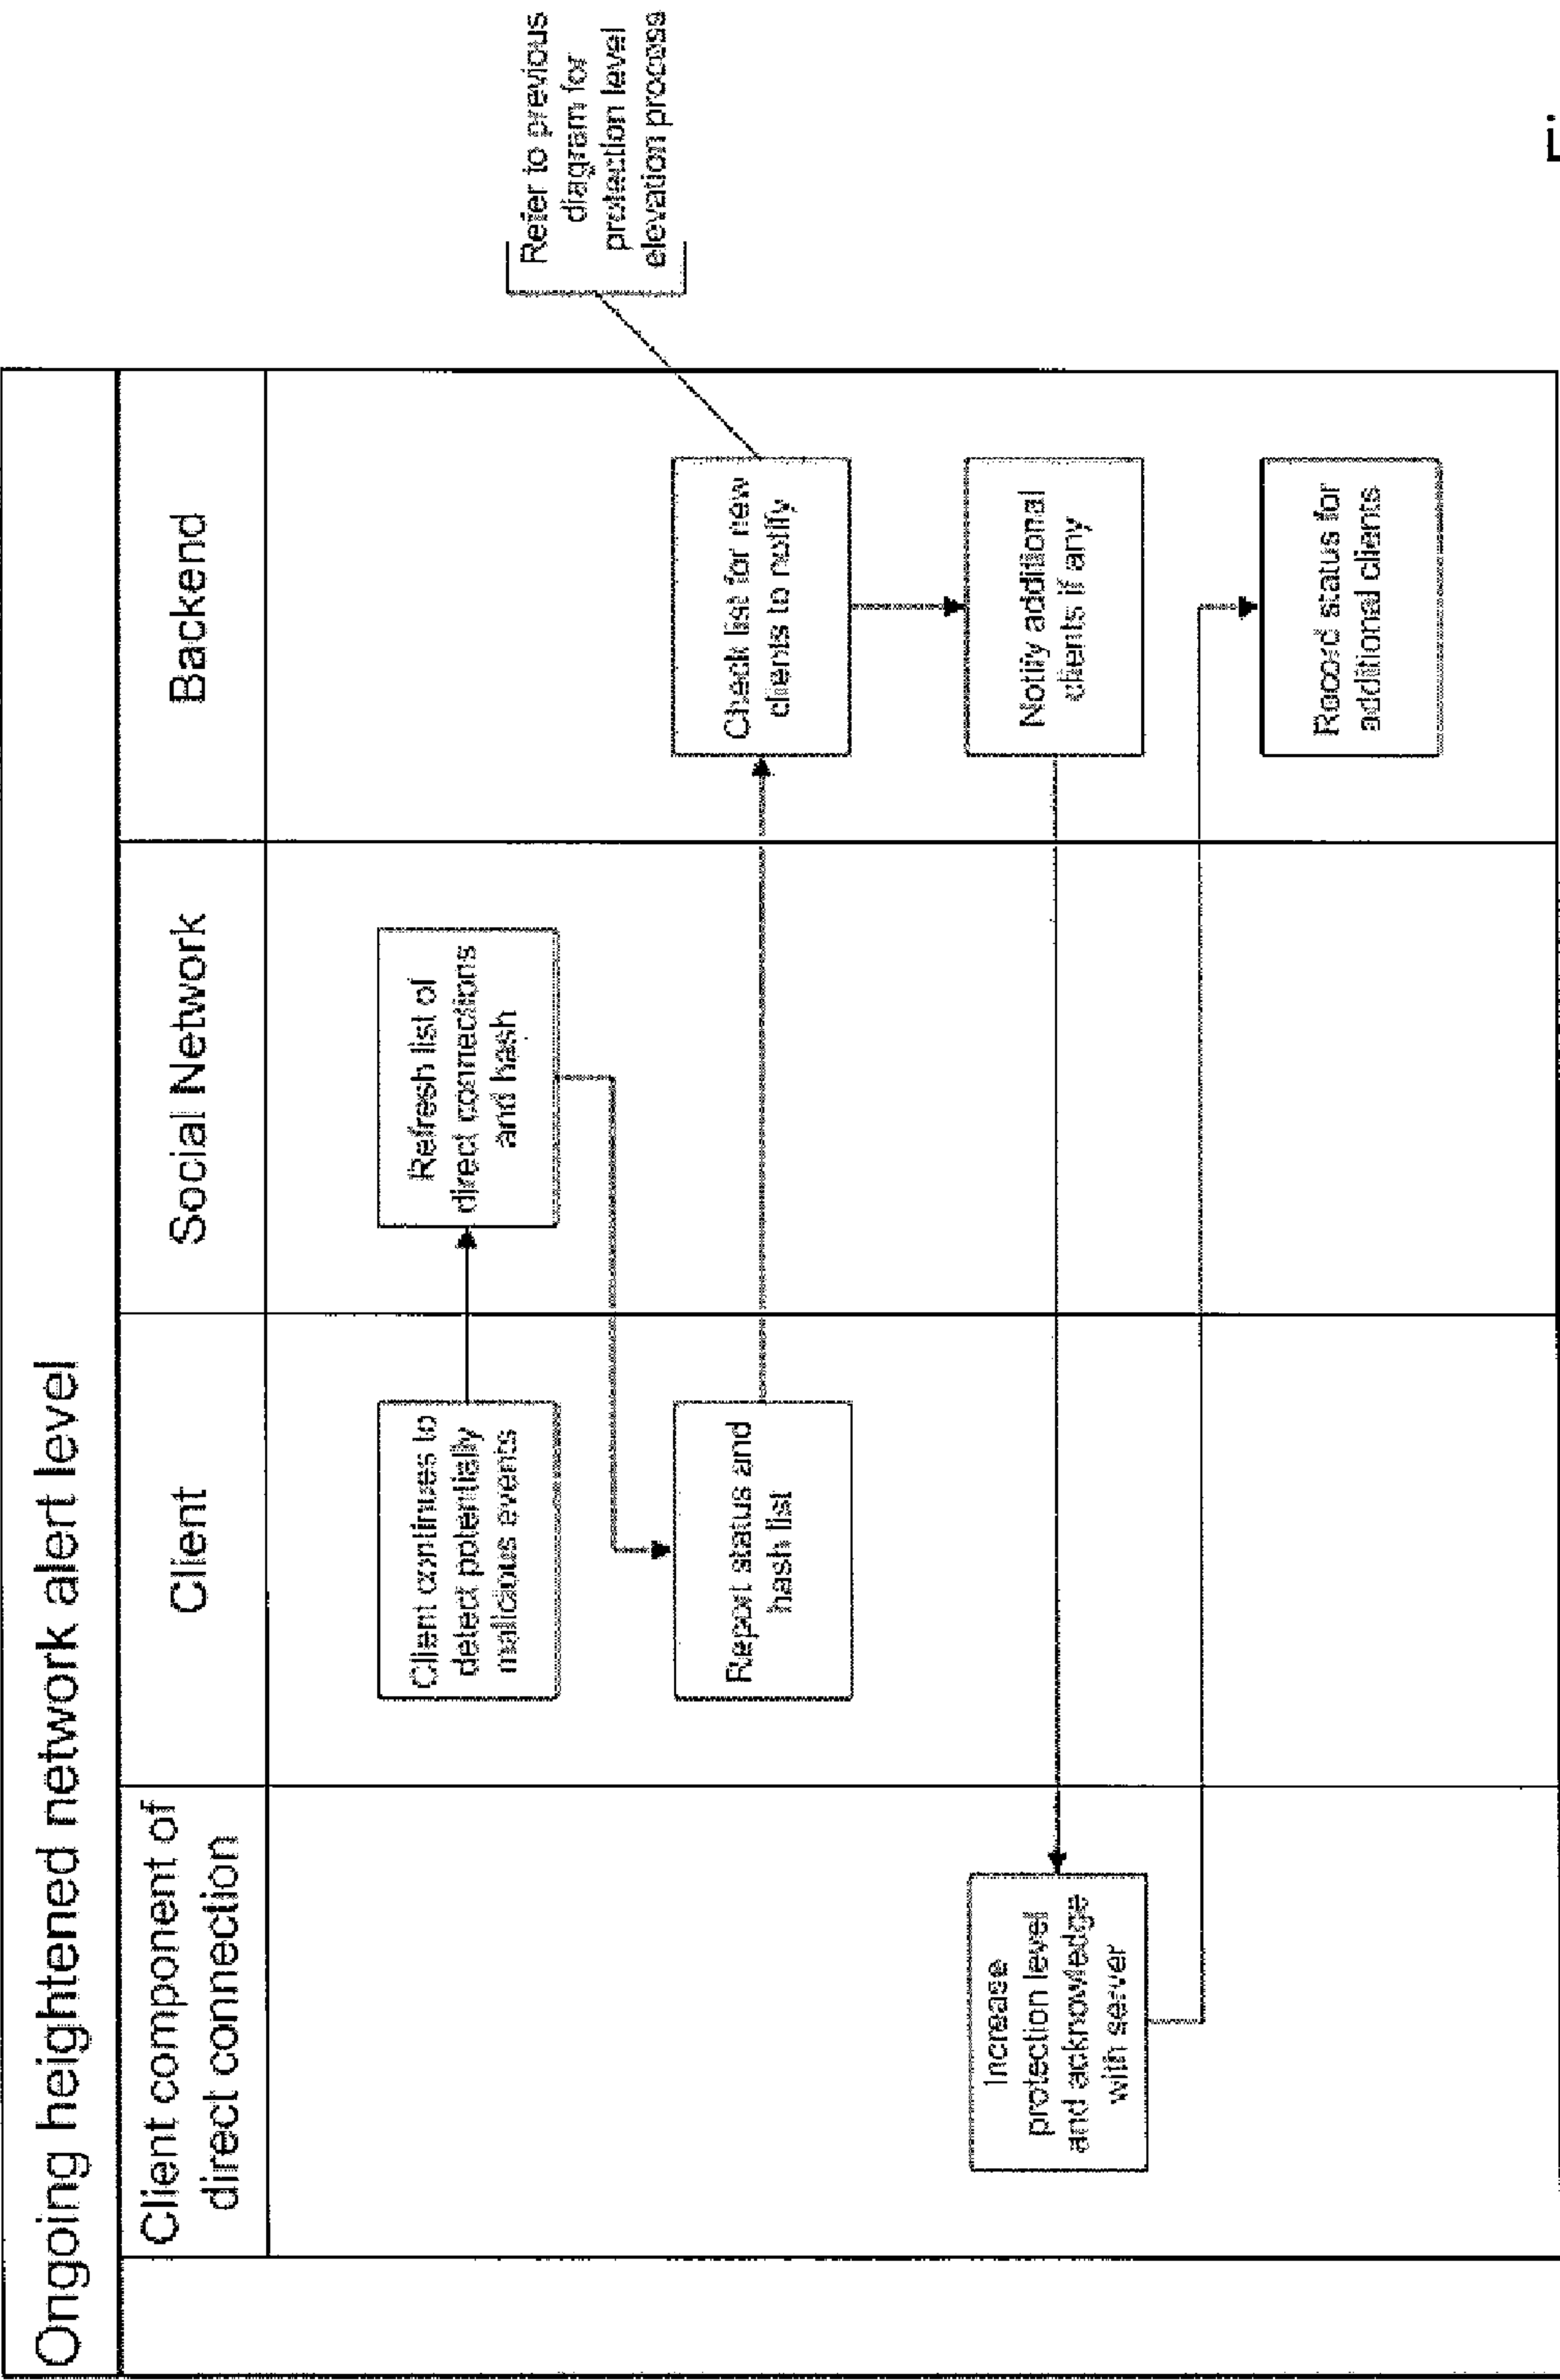 Ongoing heightened network alert level
Client component of
direct connection
Client
Social Network
Backend
Client continues to
detect potentially
malicious events
Refresh list of
direct connections
and hash
Report status and
hash list
Check list for new
clients to notify
Refer to previous
diagram for
protection level
elevation process
Increase
protection level
and acknowledge
with server
Notify additional
clients if any
Record status for
additional clients